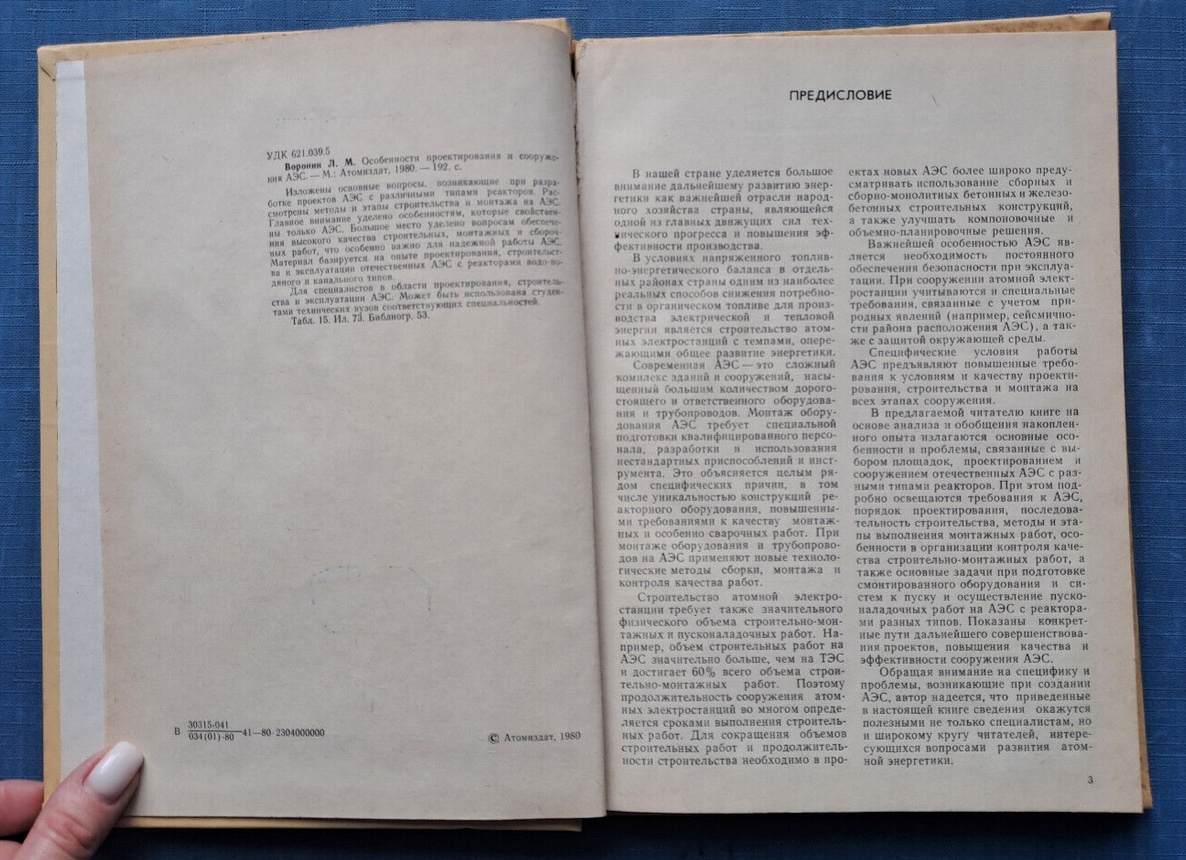 УДК 621.039.5
Воронин Л. М. Особенности проектирования и сооруже-
ния АЭС. — М.: Атомиздат, 1980. — 192 с.
Изложены основные вопросы, возникающие при разра-
ботке проектов АЭС с различными типами реакторов. Рас-
смотрены методы и этапы строительства и монтажа на АЭС.
Главное внимание уделено особенностям, которые свойствен-
ны только АЭС. Большое место уделено вопросам обеспече-
ния высокого качества строительных, монтажных и сбороч-
ных работ, что особенно важно для надежной работы АЭС.
Материал базируется на опыте проектирования, строительст-
ва и эксплуатации отечественных АЭС с реакторами водо-во-
дяного и канального типов.
Для специалистов в области проектирования, строитель-
ства и эксплуатации АЭС. Может быть использована студен-
тами технических вузов соответствующих специальностей.
Табл. 15. Ил. 73. Библиогр. 53.
В 30315-041
034(01)-80 —41—80·2304000000
© Атомиздат, 1980
ПРЕДИСЛОВИЕ
В нашей стране уделяется большое
внимание дальнейшему развитию энер-
гетики как важнейшей отрасли народ-
ного хозяйства страны, являющейся
одной из главных движущих сил тех-
нического прогресса и повышения эф-
фективности производства.
В условиях напряженного топлив-
но-энергетического баланса в отдель-
ных районах страны одним из наиболее
реальных способов снижения потребно-
сти в органическом топливе для произ-
водства электрической и тепловой
энергии является строительство атом-
ных электростанций с темпами, опере-
жающими общее развитие энергетики.
Современная АЭС — это сложный
комплекс зданий и сооружений, насы-
щенный большим количеством дорого-
стоящего и ответственного оборудова-
ния и трубопроводов. Монтаж обору-
дования АЭС требует специальной
подготовки квалифицированного персо-
нала, разработки и использования
нестандартных приспособлений и инст-
румента. Это объясняется целым ря-
дом специфических причин, в том
числе уникальностью конструкций ре-
акторного оборудования, повышенны-
ми требованиями к качеству монтаж-
ных и особенно сварочных работ. При
монтаже оборудования и трубопрово-
дов на АЭС применяют новые техноло-
гические методы сборки, монтажа и
контроля качества работ.
Строительство атомной электро-
станции требует также значительного
физического объема строительно-мон-
тажных и пусконаладочных работ. На-
пример, объем строительных работ на
АЭС значительно больше, чем на ТЭС
и достигает 60% всего объема строи-
тельно-монтажных работ. Поэтому
продолжительность сооружения атом-
ных электростанций во многом опреде-
ляется сроками выполнения строитель-
ных работ. Для сокращения объемов
строительных работ и продолжитель-
ности строительства необходимо в про-
ектах новых АЭС более широко преду-
сматривать использование сборных и
сборно-монолитных бетонных и железо-
бетонных строительных конструкций,
а также улучшать компоновочные и
объемно-планировочные решения.
Важнейшей особенностью АЭС яв-
ляется необходимость постоянного
обеспечения безопасности при эксплуа-
тации. При сооружении атомной элект-
ростанции учитываются и специальные
требования, связанные с учетом при-
родных явлений (например, сейсмично-
сти района расположения АЭС), а так-
же с защитой окружающей среды.
Специфические условия работы
АЭС предъявляют повышенные требо-
вания к условиям и качеству проекти-
рования, строительства и монтажа на
всех этапах сооружения.
В предлагаемой читателю книге на
основе анализа и обобщения накоплен-
ного опыта излагаются основные осо-
бенности и проблемы, связанные с вы-
бором площадок, проектированием и
сооружением отечественных АЭС с раз-
ными типами реакторов. При этом под-
робно освещаются требования к АЭС,
порядок проектирования, последова-
тельность строительства, методы и эта-
пы выполнения монтажных работ, осо-
бенности в организации контроля каче-
ства строительно-монтажных работ, а
также основные задачи при подготовке
смонтированного оборудования и си-
стем к пуску и осуществление пуско-
наладочных работ на АЭС с реактора-
ми разных типов. Показаны конкрет-
ные пути дальнейшего совершенствова-
ния проектов, повышения качества и
эффективности сооружения АЭС.
Обращая внимание на специфику и
проблемы, возникающие при создании
АЭС, автор надеется, что приведенные
в настоящей книге сведения окажутся
полезными не только специалистам, но
и широкому кругу читателей, интере-
сующихся вопросами развития атом-
ной энергетики.
3